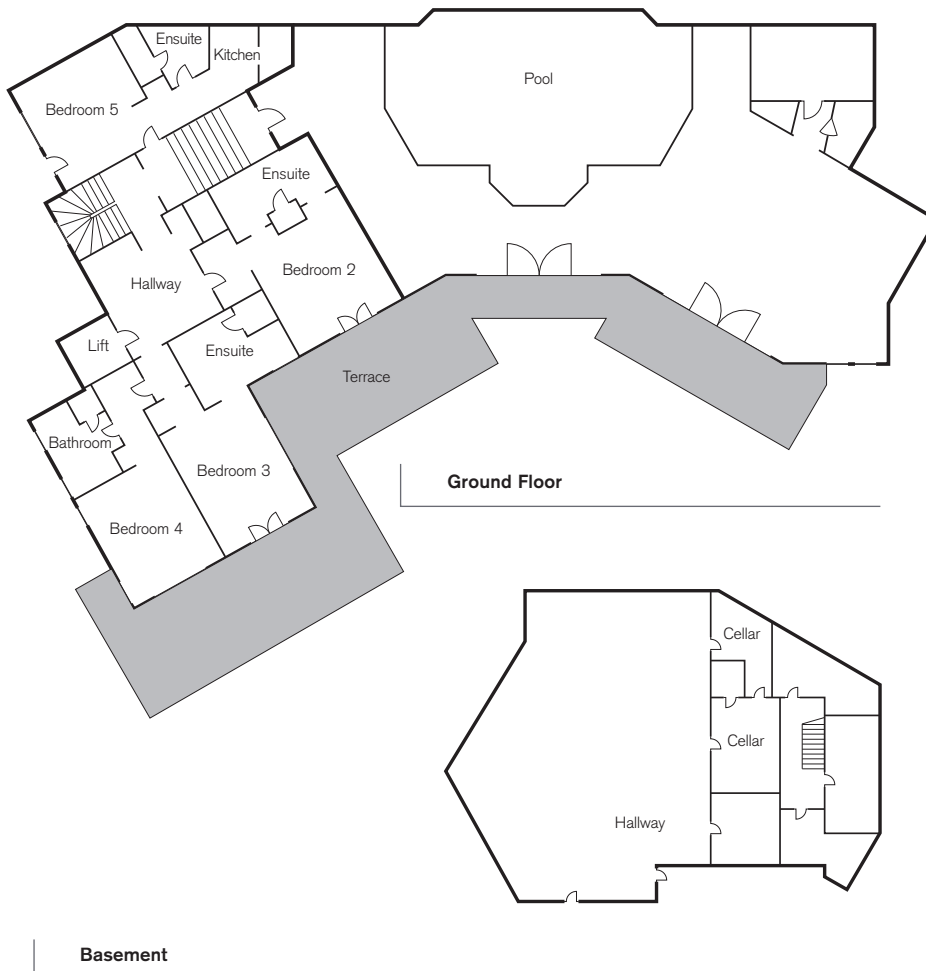 Ensuite
Kitchen
Pool
Bedroom 5
Ensuite
Bedroom 2
Hallway
Lift
Ensuite
Terrace
Bathroom
Bedroom 3
Ground Floor
Bedroom 4
Cellar
Cellar
Hallway
Basement